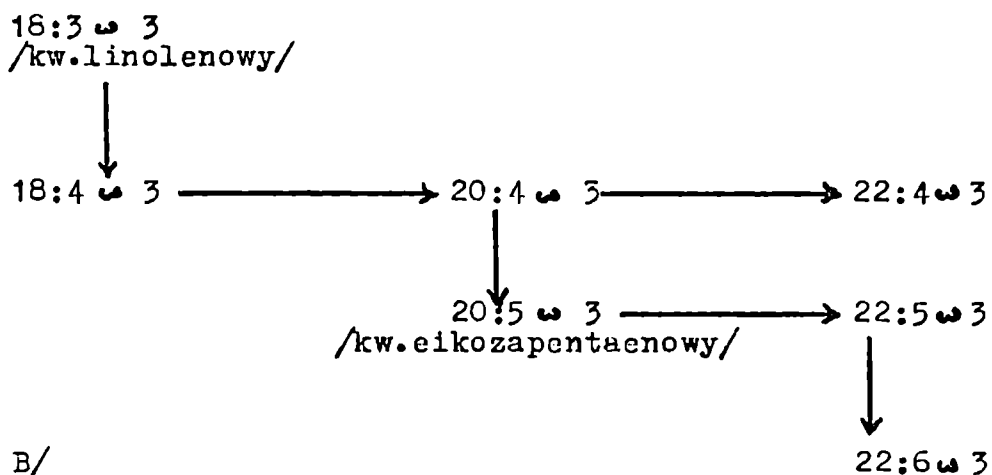 18:3 ω 3
/kw.linolenowy/
18:4 ω 3 20:4 ω 3 22:4 ω 3
20:5 ω 3 22:5 ω 3
/kw.eikozapentaenowy/
B/ 22:6 ω 3